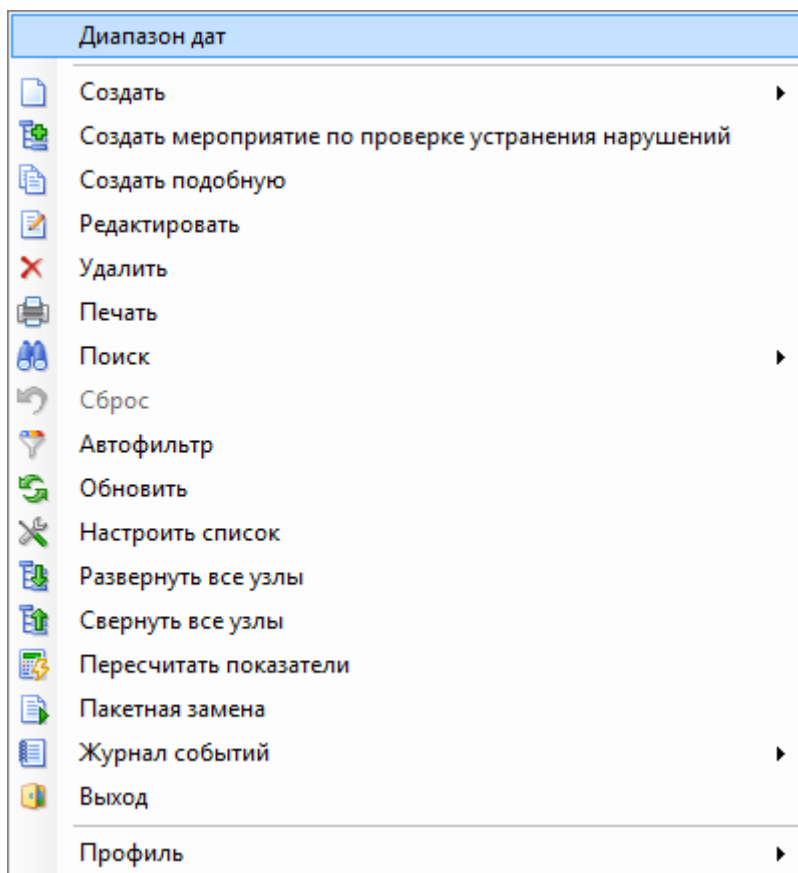 Диапазон дат
Создать
Создать мероприятие по проверке устранения нарушений
Создать подобную
Редактировать
Удалить
Печать
Поиск
Сброс
Автофильтр
Обновить
Настроить список
Развернуть все узлы
Свернуть все узлы
Пересчитать показатели
Пакетная замена
Журнал событий
Выход
Профиль